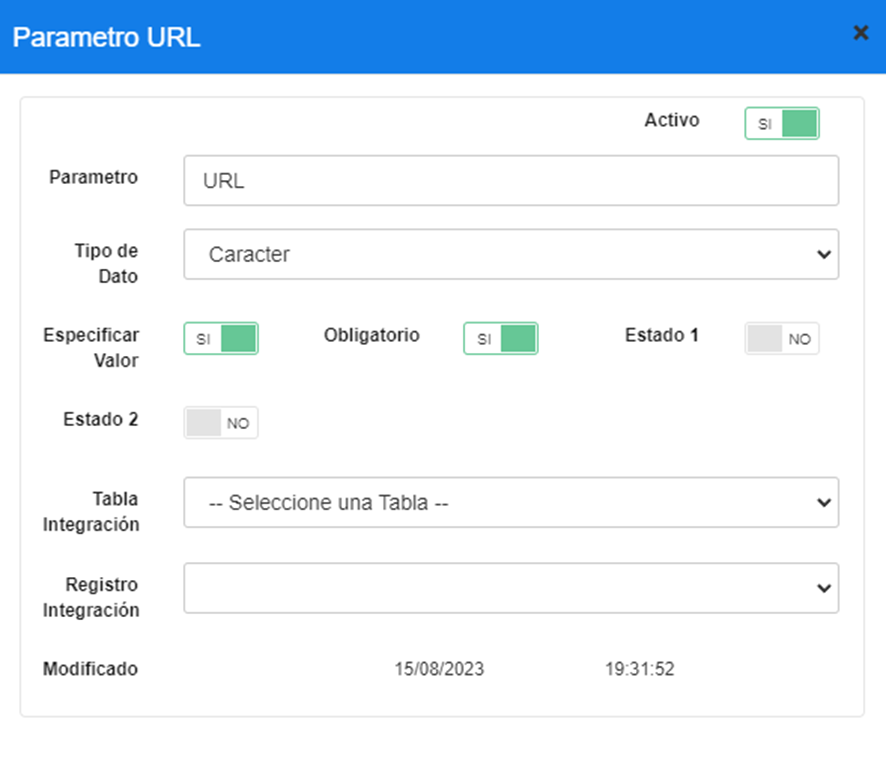 Parametro URL
×
Activo SI
Parametro URL
Tipo de
Dato
Caracter
Especificar
Valor
SI
Obligatorio SI
Estado 1 NO
Estado 2 NO
Tabla
Integración
-- Seleccione una Tabla --
Registro
Integración
Modificado 15/08/2023 19:31:52